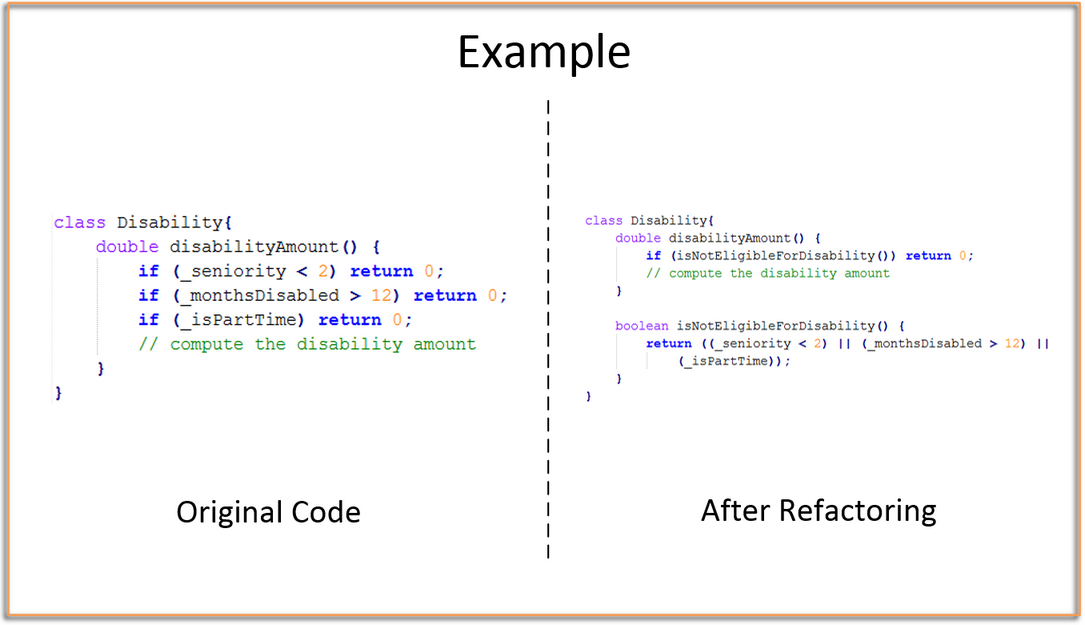 Example
class Disability{
double disabilityAmount() {
if (_seniority < 2) return 0;
if (_monthsDisabled > 12) return 0;
if (_isPartTime) return 0;
// compute the disability amount
}
}
Original Code
class Disability{
double disabilityAmount() {
if (isNotEligibleForDisability()) return 0;
// compute the disability amount
}
boolean isNotEligibleForDisability() {
return ((_seniority < 2) || (_monthsDisabled > 12) ||
(_isPartTime));
}
}
After Refactoring